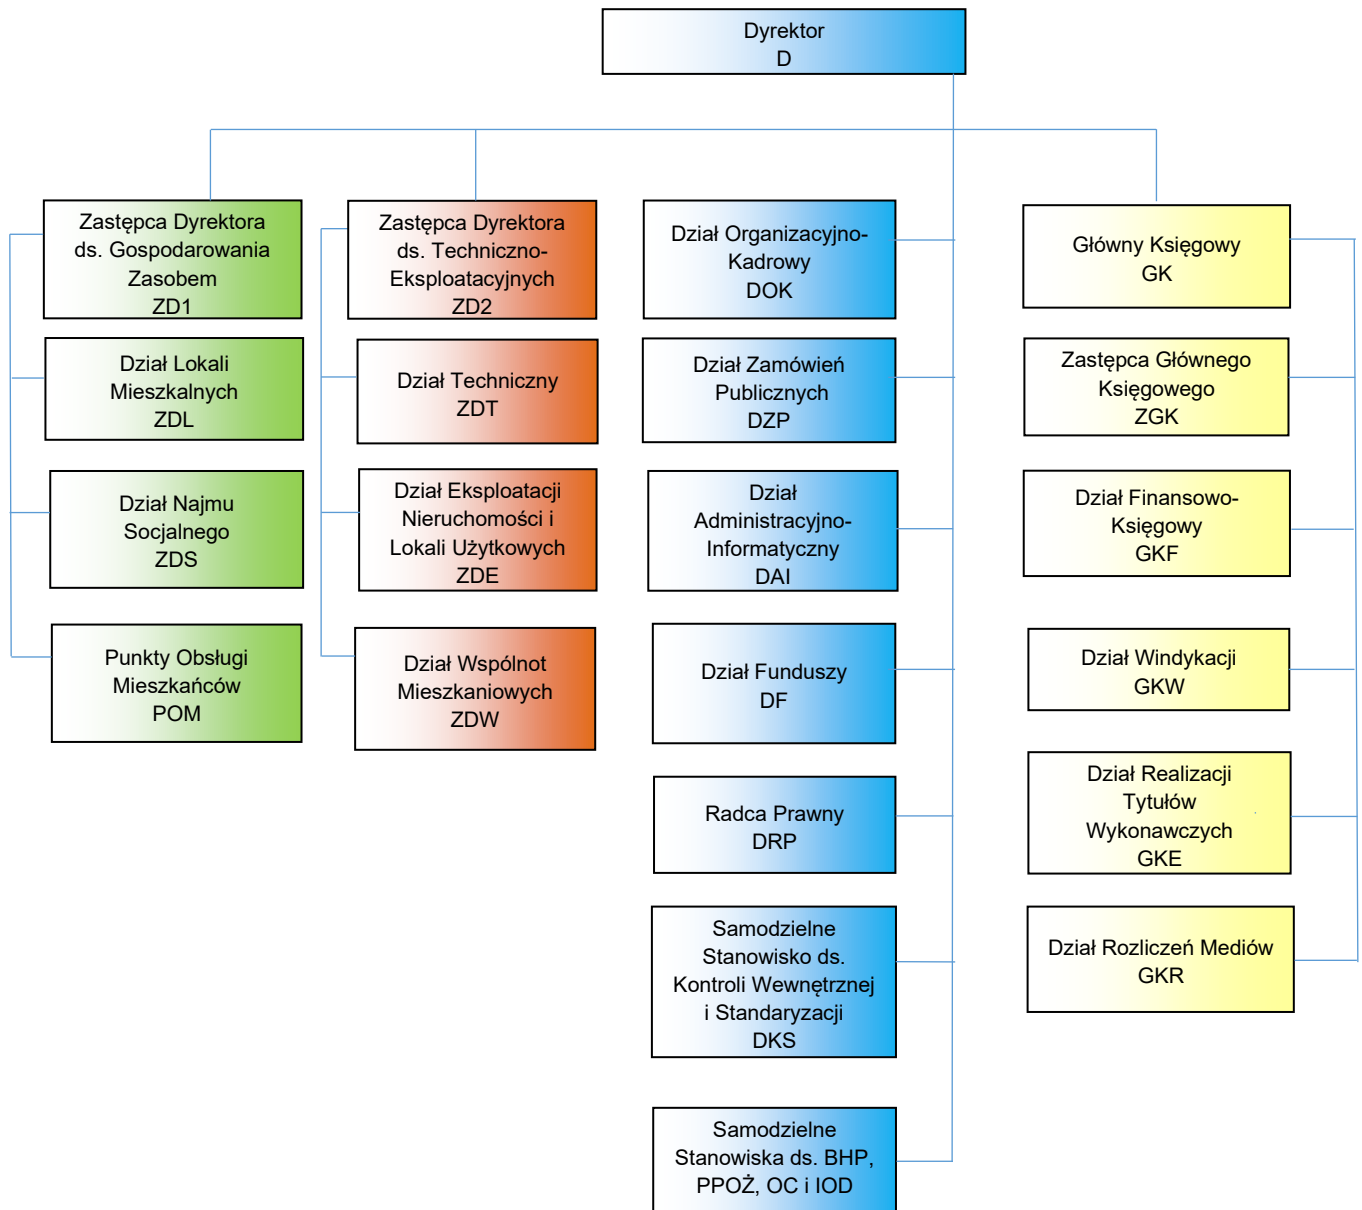 Dyrektor
D
Zastępca Dyrektora
ds. Gospodarowania
Zasobem
ZD1
Dział Lokali
Mieszkalnych
ZDL
Dział Najmu
Socjalnego
ZDS
Punkty Obsługi
Mieszkańców
POM
Zastępca Dyrektora
ds. Techniczno-
Eksploatacyjnych
ZD2
Dział Techniczny
ZDT
Dział Eksploatacji
Nieruchomości i
Lokali Użytkowych
ZDE
Dział Wspólnot
Mieszkaniowych
ZDW
Dział Organizacyjno-
Kadrowy
DOK
Dział Zamówień
Publicznych
DZP
Dział
Administracyjno-
Informatyczny
DAI
Dział Funduszy
DF
Radca Prawny
DRP
Samodzielne
Stanowisko ds.
Kontroli Wewnętrznej
i Standaryzacji
DKS
Samodzielne
Stanowiska ds. BHP,
PPOŻ, OC i IOD
Główny Księgowy
GK
Zastępca Głównego
Księgowego
ZGK
Dział Finansowo-
Księgowy
GKF
Dział Windykacji
GKW
Dział Realizacji
Tytułów
Wykonawczych
GKE
Dział Rozliczeń Mediów
GKR